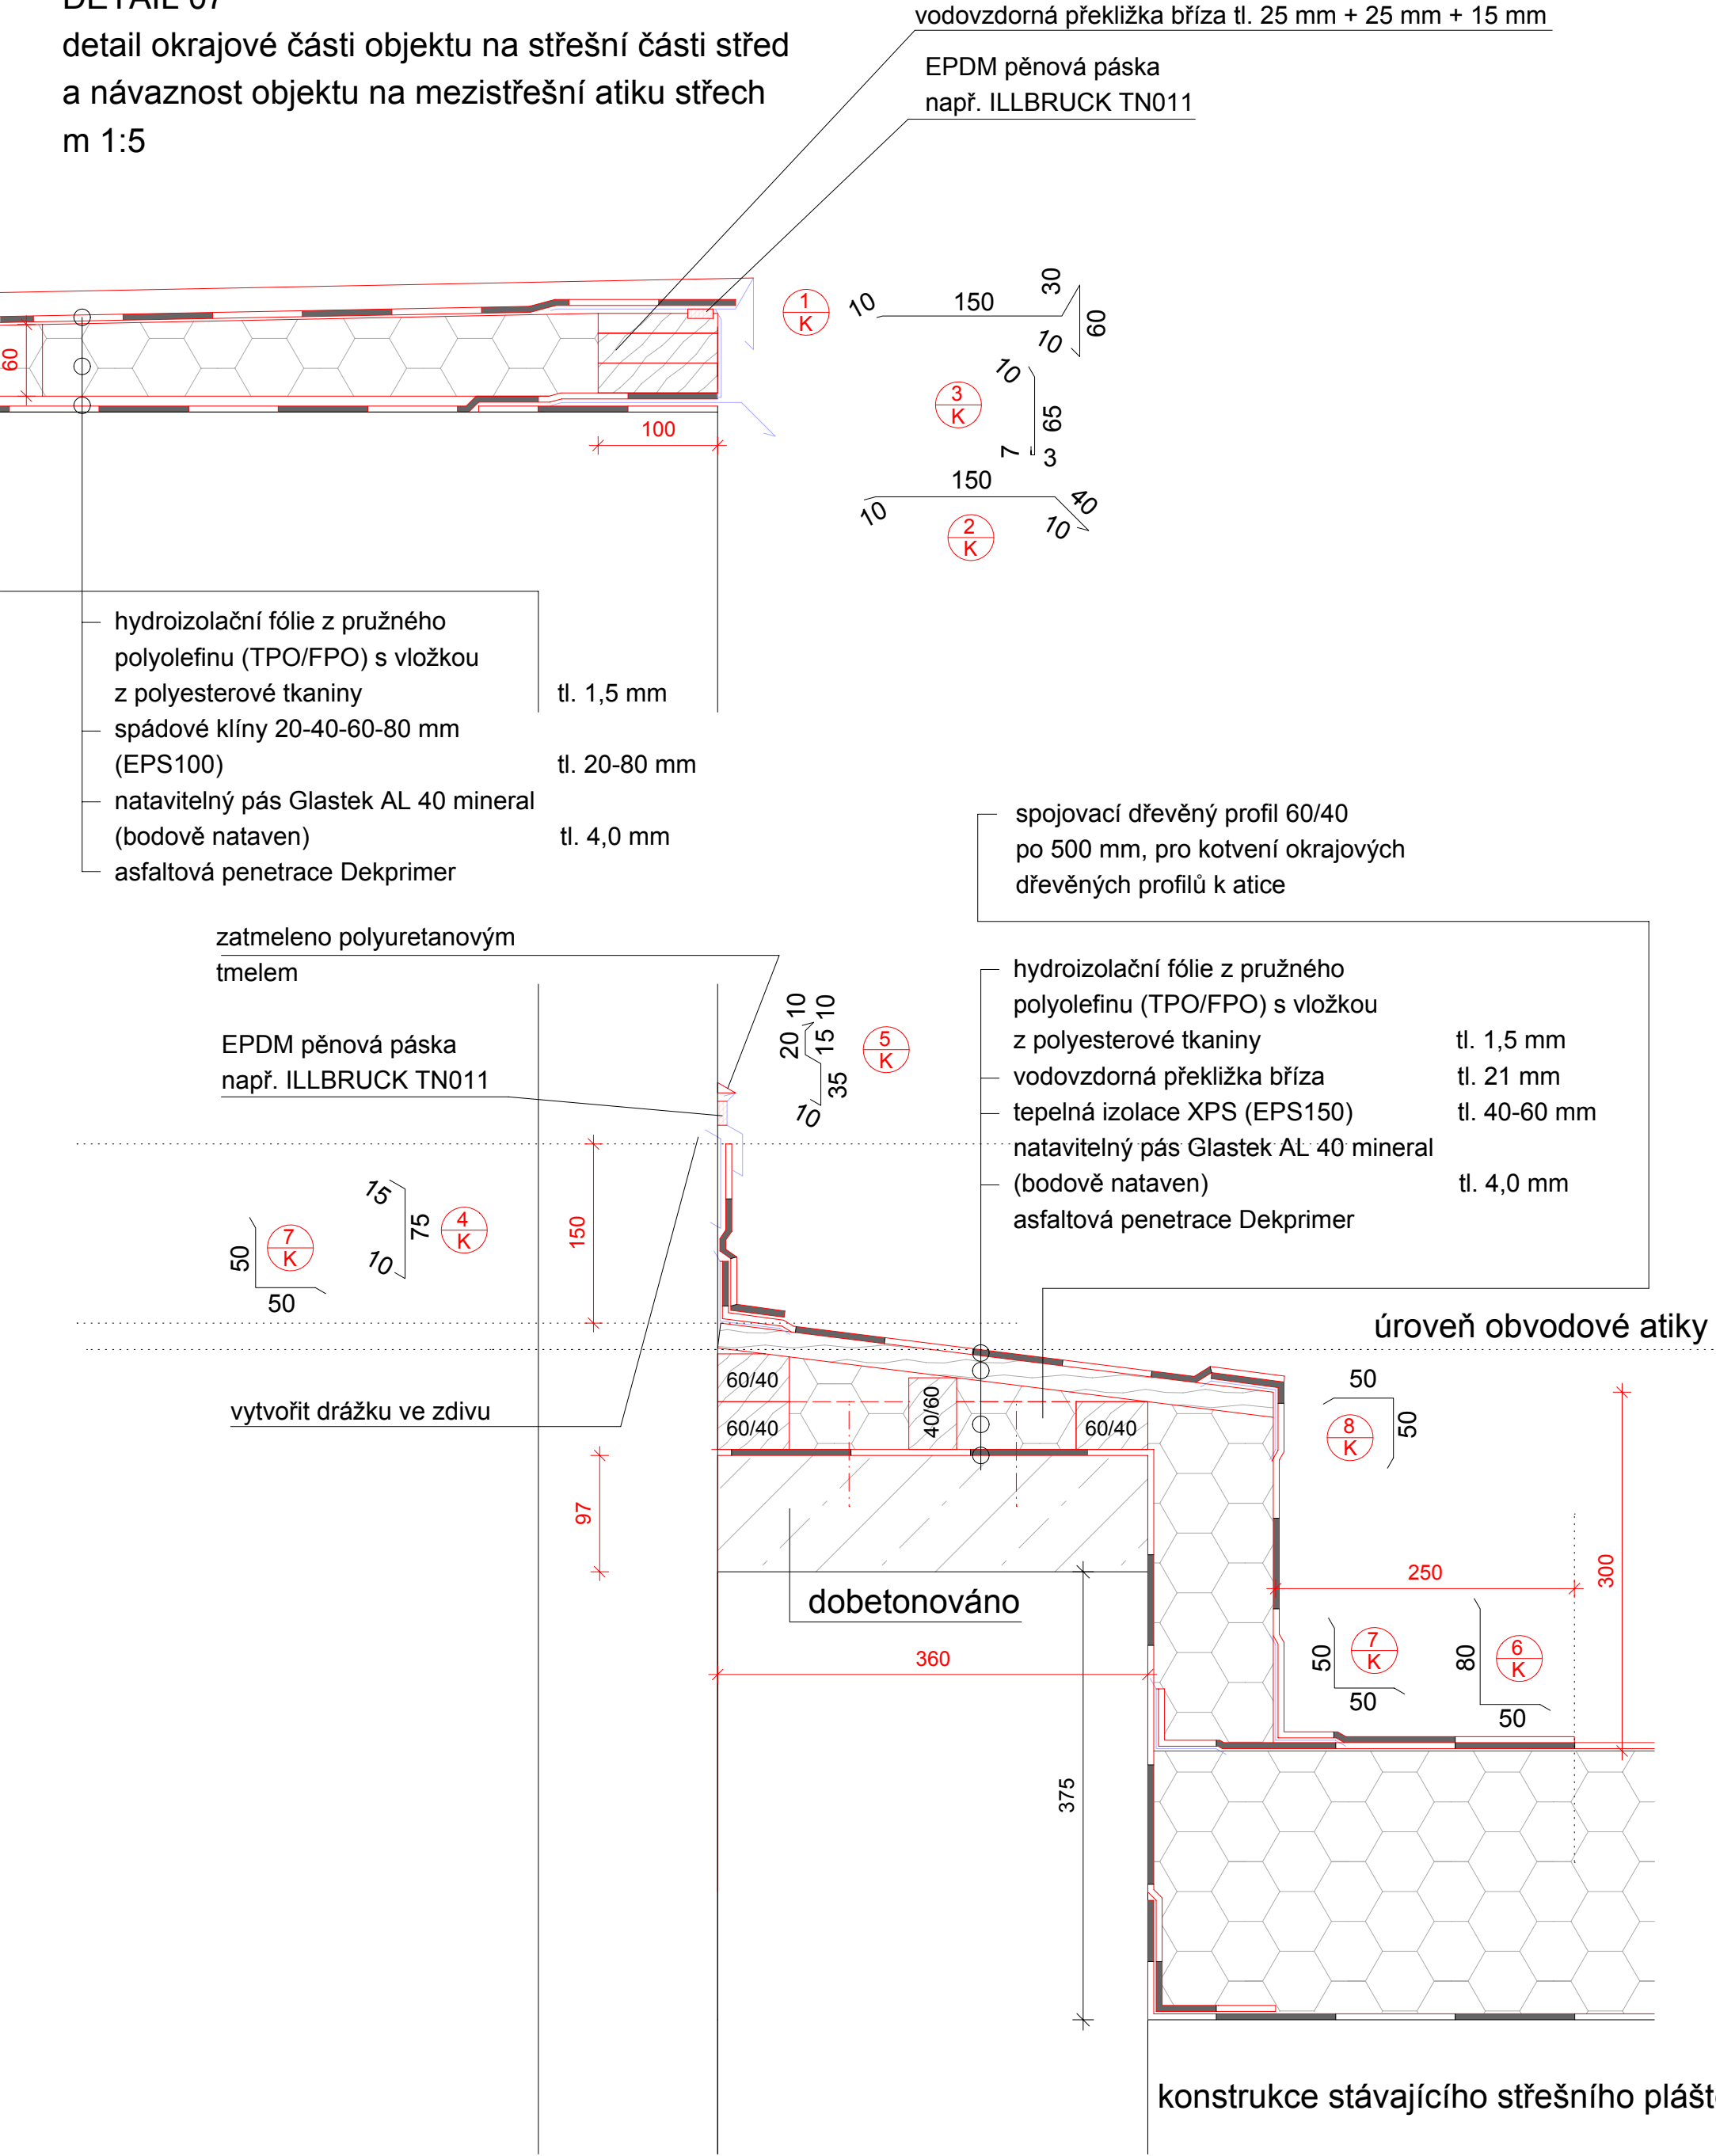 DETAIL 07
detail okrajové části objektu na střešní části střed
a návaznost objektu na mezistřešní atiku střech
m 1:5
vodovzdorná překližka bříza tl. 25 mm + 25 mm + 15 mm
EPDM pěnová páska
např. ILLBRUCK TN011
60
100
1
K
10
150
30
60
10
3
K
10
65
7
3
150
10
40
10
2
K
hydroizolační fólie z pružného
polyolefinu (TPO/FPO) s vložkou
z polyesterové tkaniny tl. 1,5 mm
spádové klíny 20-40-60-80 mm
(EPS100) tl. 20-80 mm
natavitelný pás Glastek AL 40 mineral
(bodově nataven) tl. 4,0 mm
asfaltová penetrace Dekprimer
spojovací dřevěný profil 60/40
po 500 mm, pro kotvení okrajových
dřevěných profilů k atice
zatmeleno polyuretanovým
tmelem
EPDM pěnová páska
např. ILLBRUCK TN011
20 10
15 10
35
10
5
K
hydroizolační fólie z pružného
polyolefinu (TPO/FPO) s vložkou
z polyesterové tkaniny tl. 1,5 mm
vodovzdorná překližka bříza tl. 21 mm
tepelná izolace XPS (EPS150) tl. 40-60 mm
natavitelný pás Glastek AL 40 mineral
(bodově nataven) tl. 4,0 mm
asfaltová penetrace Dekprimer
50
7
K
50
15
75
10
4
K
150
úroveň obvodové atiky
vytvořit drážku ve zdivu
60/40
60/40
40/60
60/40
50
50
8
K
97
dobetonováno
360
250
300
50
7
K
50
80
6
K
50
375
konstrukce stávajícího střešního